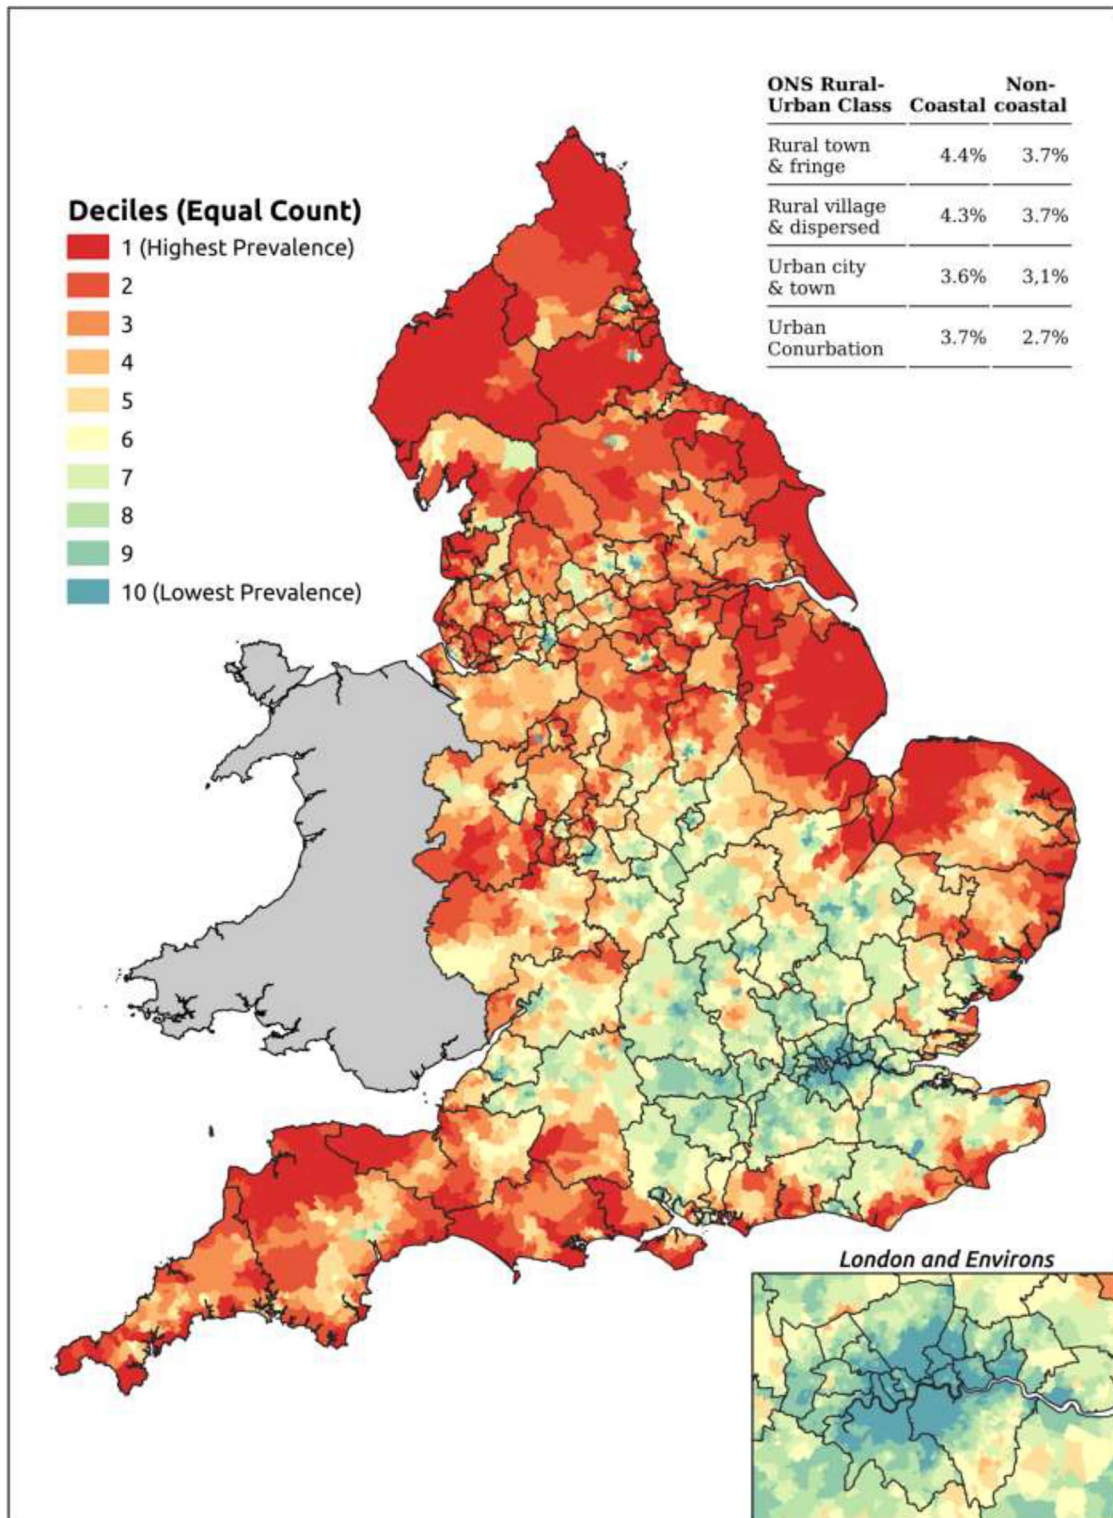 ONS Rural-
Urban Class Coastal Non-
coastal
Rural town
& fringe 4.4% 3.7%
Rural village
& dispersed 4.3% 3.7%
Urban city
& town 3.6% 3,1%
Urban
Conurbation 3.7% 2.7%
Deciles (Equal Count)
1 (Highest Prevalence)
2
3
4
5
6
7
8
9
10 (Lowest Prevalence)
London and Environs